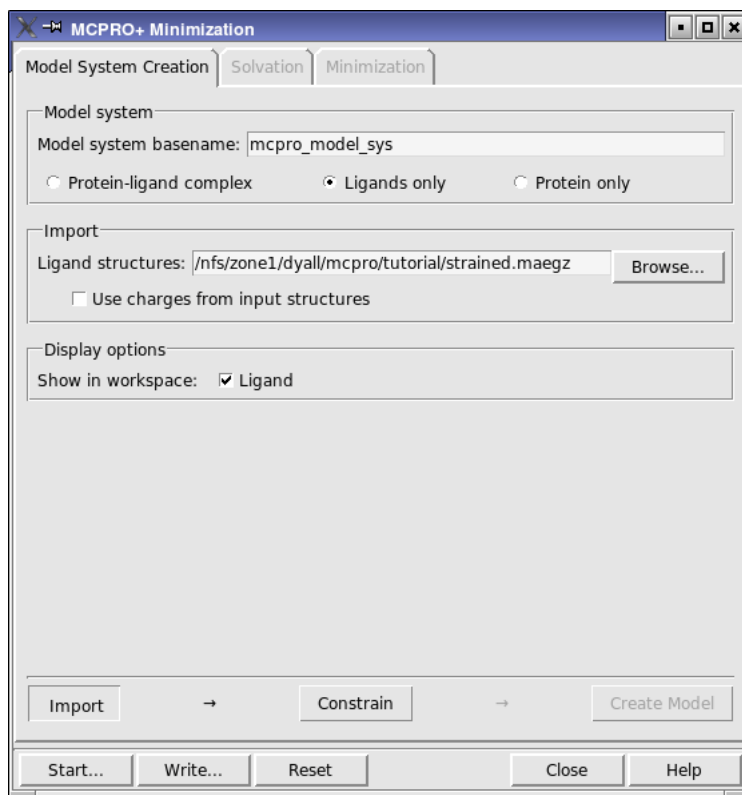 MCPRO+ Minimization
Model System Creation Solvation Minimization
Model system
Model system basename: mcpro_model_sys
Protein-ligand complex Ligands only Protein only
Import
Ligand structures: /nfs/zone1/dyall/mcpro/tutorial/strained.maegz Browse...
Use charges from input structures
Display options
Show in workspace: Ligand
Import → Constrain → Create Model
Start... Write... Reset Close Help